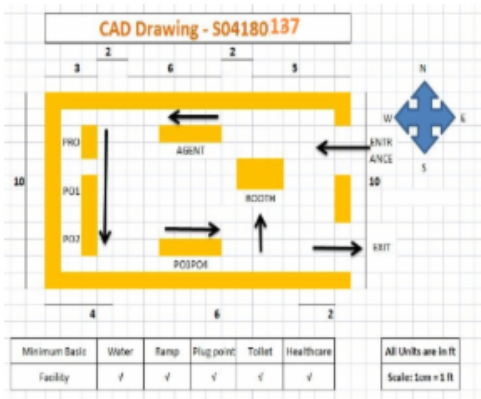 CAD Drawing - S04180137
2 2
3 6 5
N
W E
S
PRO
AGENT
ENTR
ANCE
10 10
PO1
BOOTH
PO2
PO3PO4
EXIT
4 6 2
Minimum Basic Water Ramp Plug point Toilet Healthcare All Units are in ft
Facility √ √ √ √ √ Scale: 1cm = 1 ft